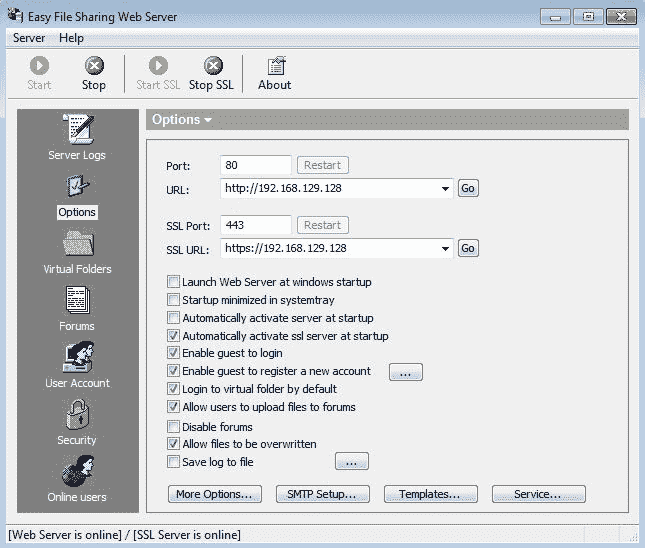 Easy File Sharing Web Server
Server Help
Start Stop Start SSL Stop SSL About
Server Logs
Options
Virtual Folders
Forums
User Account
Security
Online users
Options
Port: 80 Restart
URL: http://192.168.129.128 Go
SSL Port: 443 Restart
SSL URL: https://192.168.129.128 Go
Launch Web Server at windows startup
Startup minimized in systemtray
Automatically activate server at startup
Automatically activate ssl server at startup
Enable guest to login
Enable guest to register a new account ...
Login to virtual folder by default
Allow users to upload files to forums
Disable forums
Allow files to be overwritten
Save log to file ...
More Options... SMTP Setup... Templates... Service...
[Web Server is online] / [SSL Server is online]